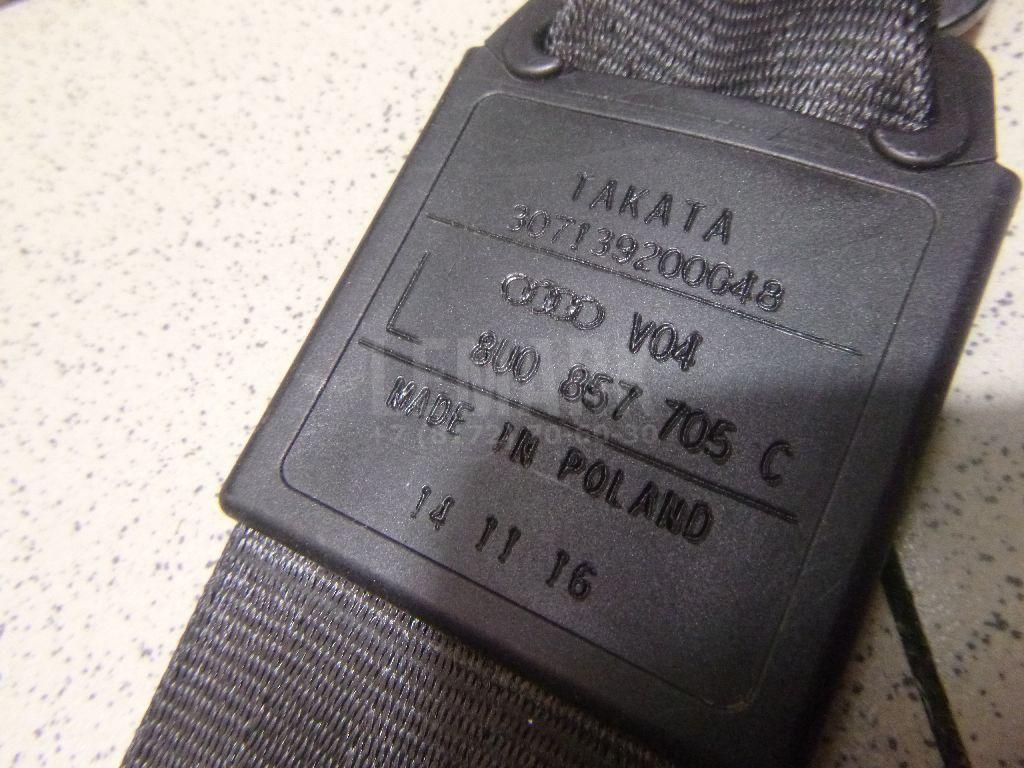 TAKATA
307139200048
L
V04
8U0 857 705 C
MADE IN POLAND
14 11 16